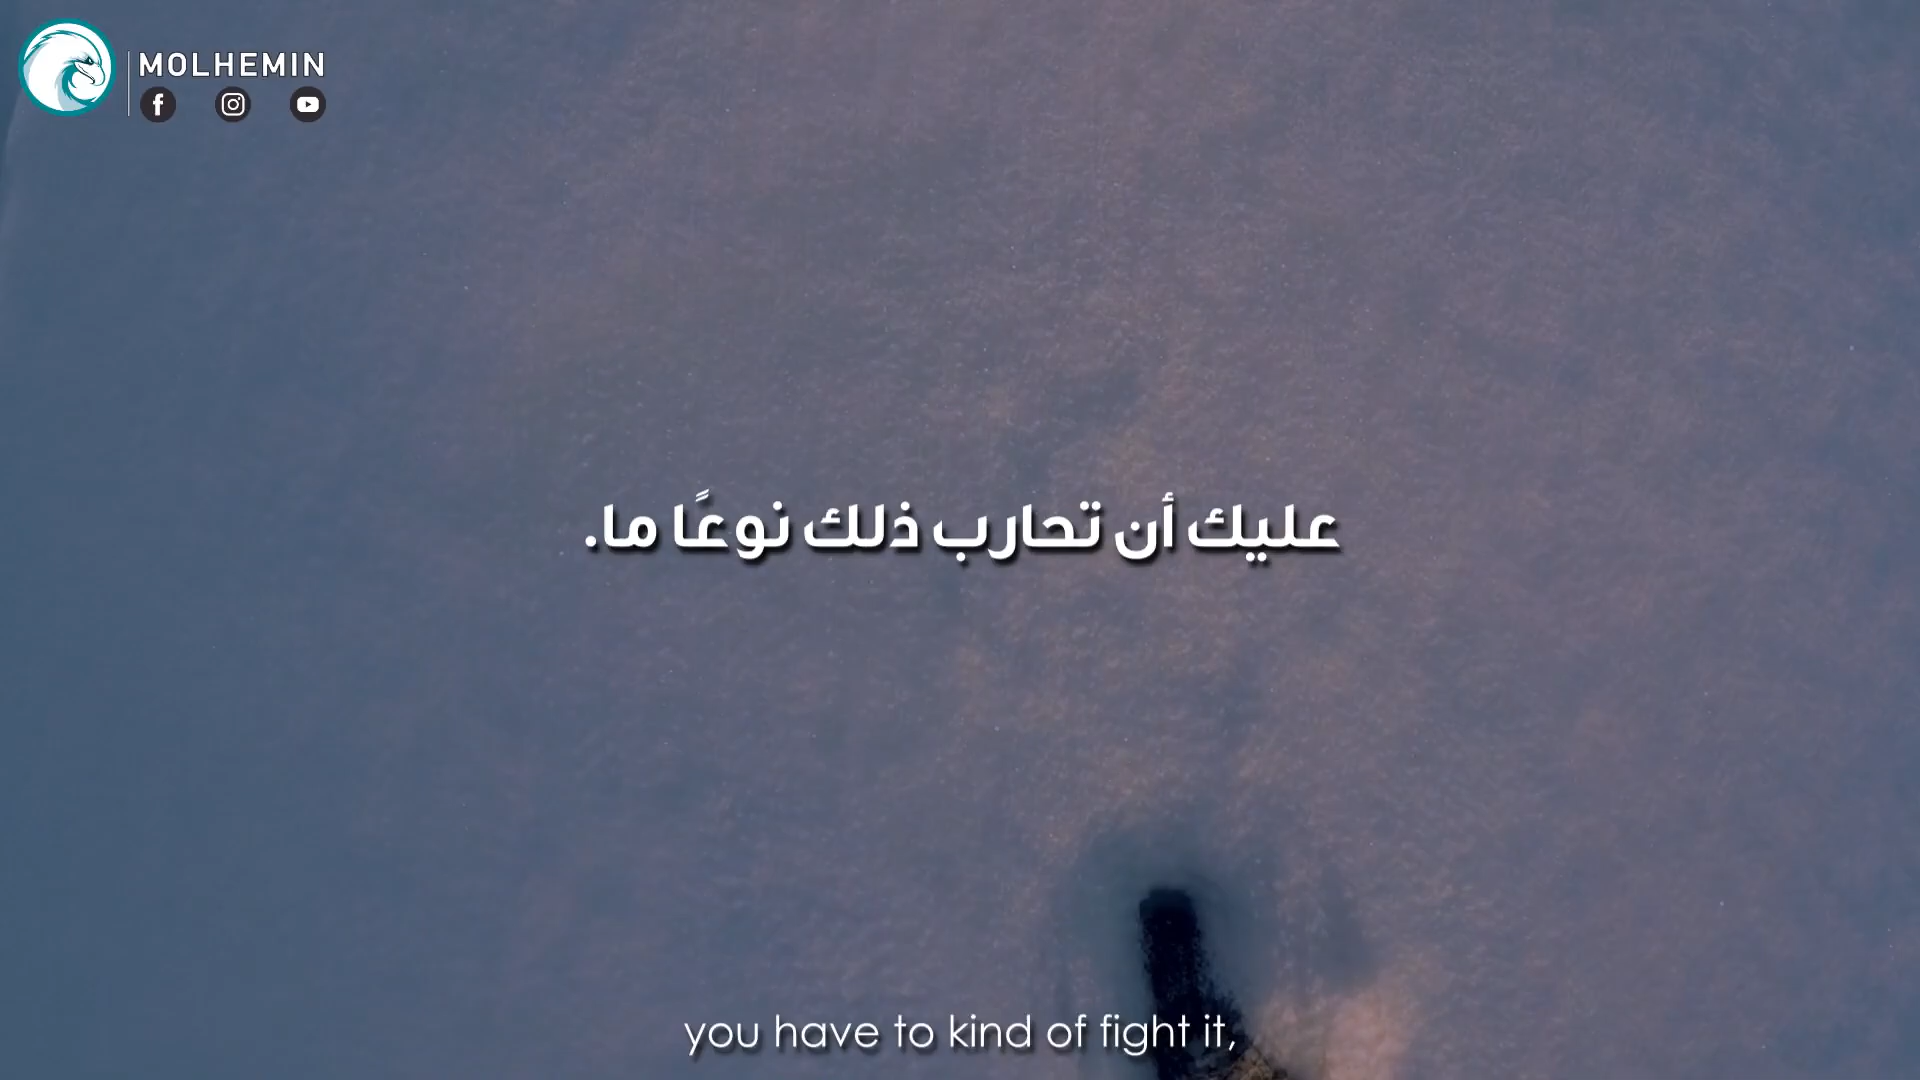 MOLHEMIN
عليك أن تحارب ذلك نوعًا ما.
you have to kind of fight it,